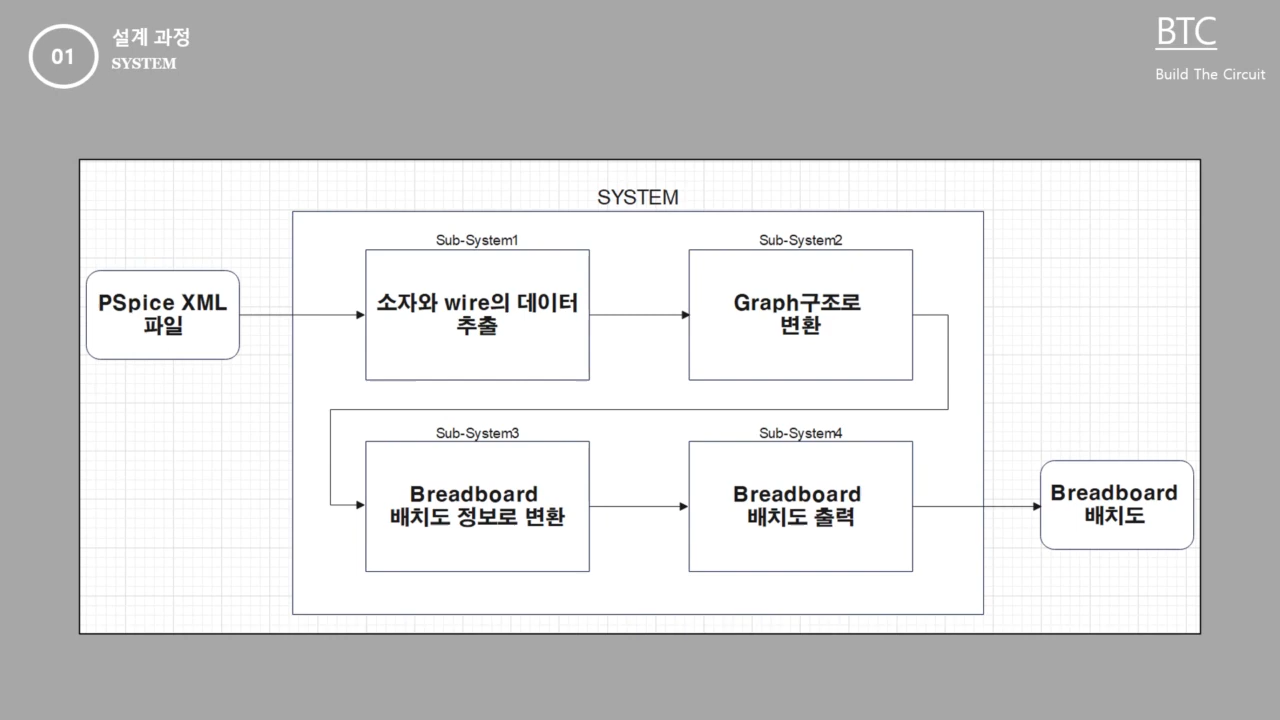 01
설계 과정
SYSTEM
BTC
Build The Circuit
SYSTEM
Sub-System1
Sub-System2
PSpice XML
파일
소자와 wire의 데이터
추출
Graph구조로
변환
Sub-System3
Sub-System4
Breadboard
배치도 정보로 변환
Breadboard
배치도 출력
Breadboard
배치도